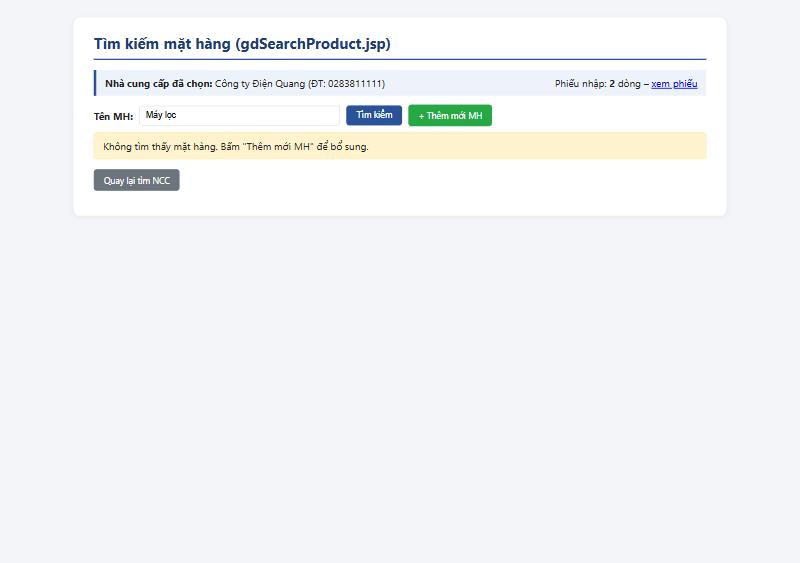 Tìm kiếm mặt hàng (gdSearchProduct.jsp)
Nhà cung cấp đã chọn: Công ty Điện Quang (ĐT: 0283811111) Phiếu nhập: 2 dòng – xem phiếu
Tên MH: Máy lọc Tìm kiếm + Thêm mới MH
Không tìm thấy mặt hàng. Bấm "Thêm mới MH" để bổ sung.
Quay lại tìm NCC